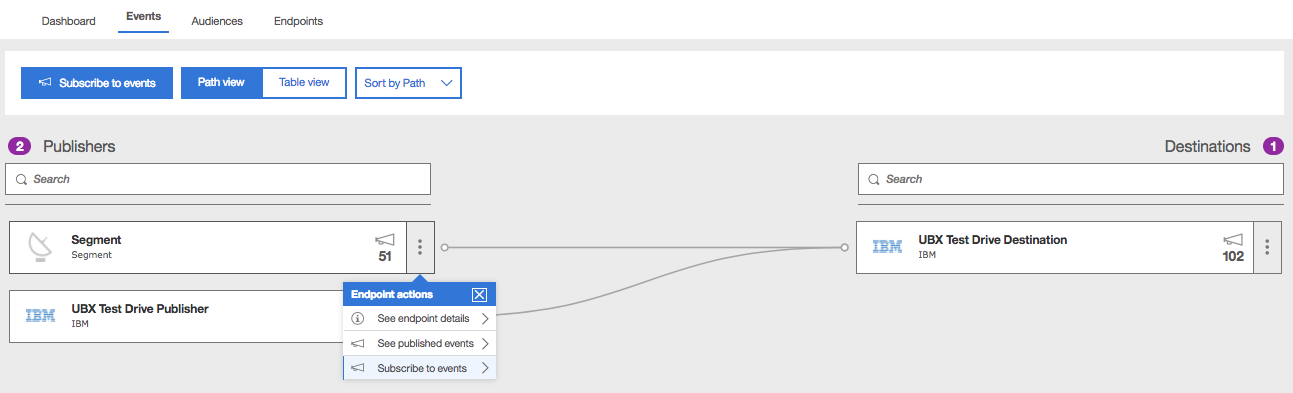 Dashboard
Events
Audiences
Endpoints
Subscribe to events
Path view
Table view
Sort by Path
2 Publishers
Destinations 1
Search
Search
Segment
Segment
51
IBM
UBX Test Drive Destination
IBM
102
Endpoint actions
See endpoint details
See published events
Subscribe to events
IBM
UBX Test Drive Publisher
IBM